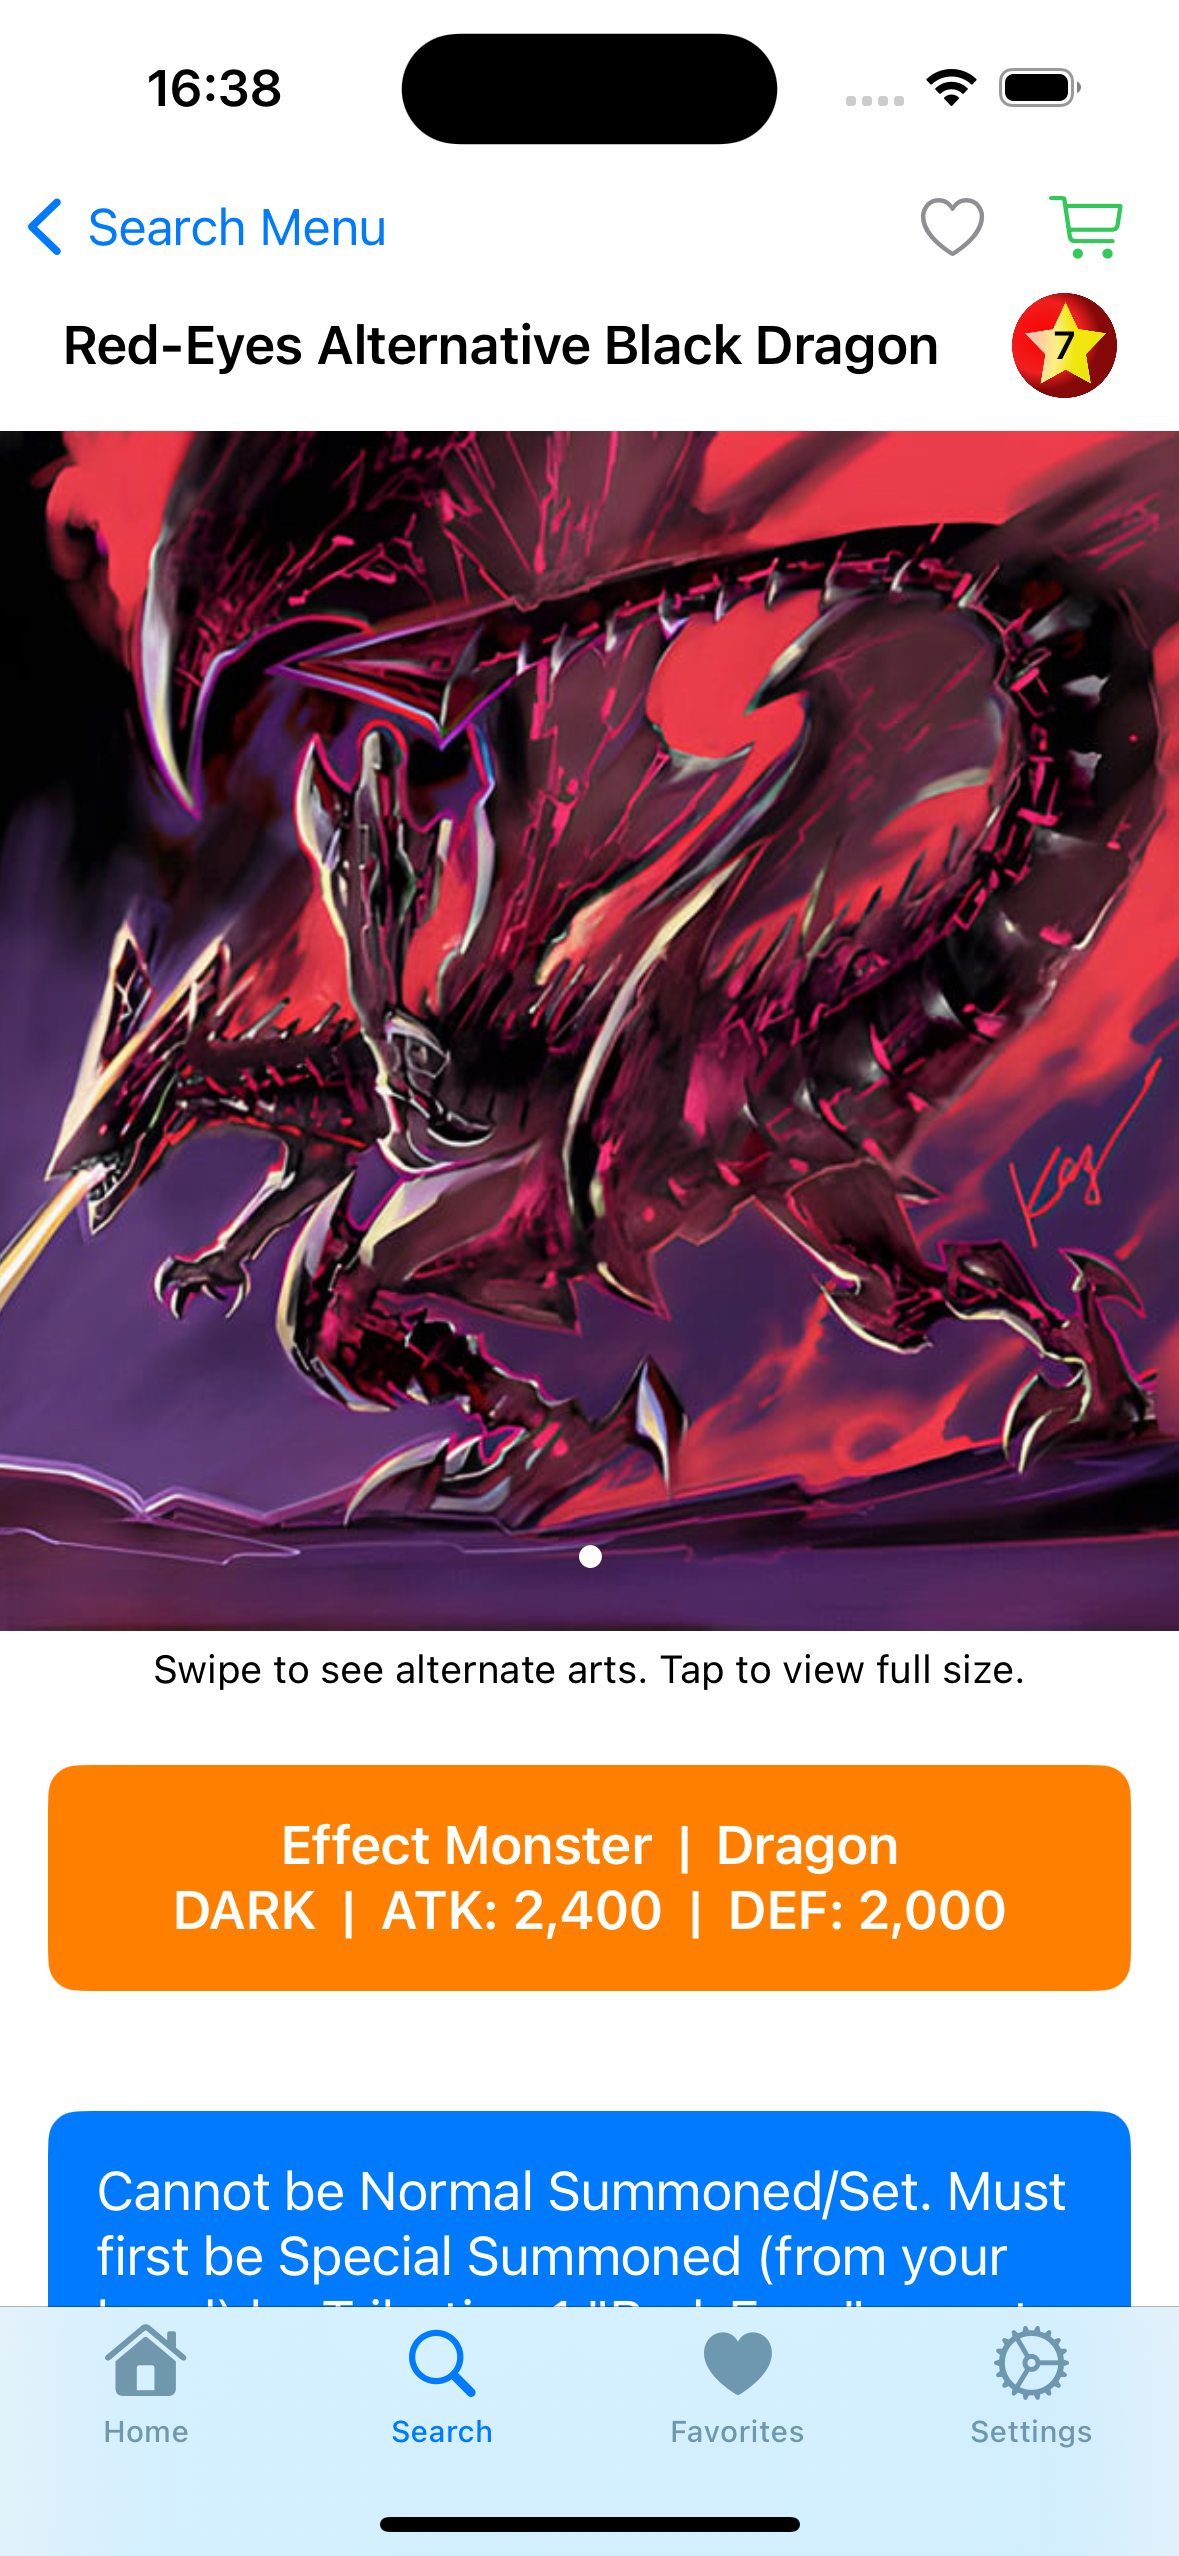 16:38
Search Menu
Red-Eyes Alternative Black Dragon
7
Kaz
Swipe to see alternate arts. Tap to view full size.
Effect Monster | Dragon
DARK | ATK: 2,400 | DEF: 2,000
Cannot be Normal Summoned/Set. Must
first be Special Summoned (from your
Home
Search
Favorites
Settings